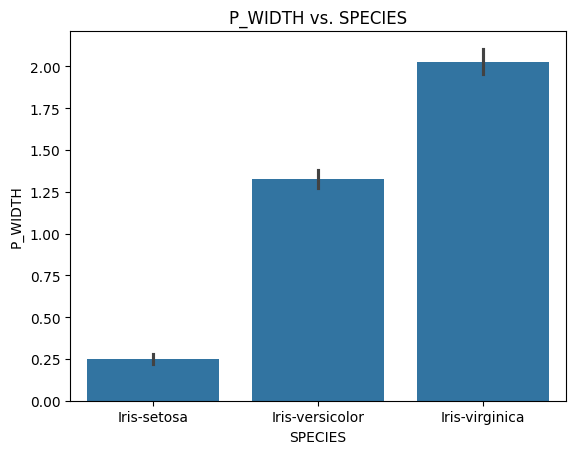 P_WIDTH vs. SPECIES
2.00
1.75
1.50
1.25
1.00
0.75
0.50
0.25
0.00
P_WIDTH
Iris-setosa Iris-versicolor Iris-virginica
SPECIES